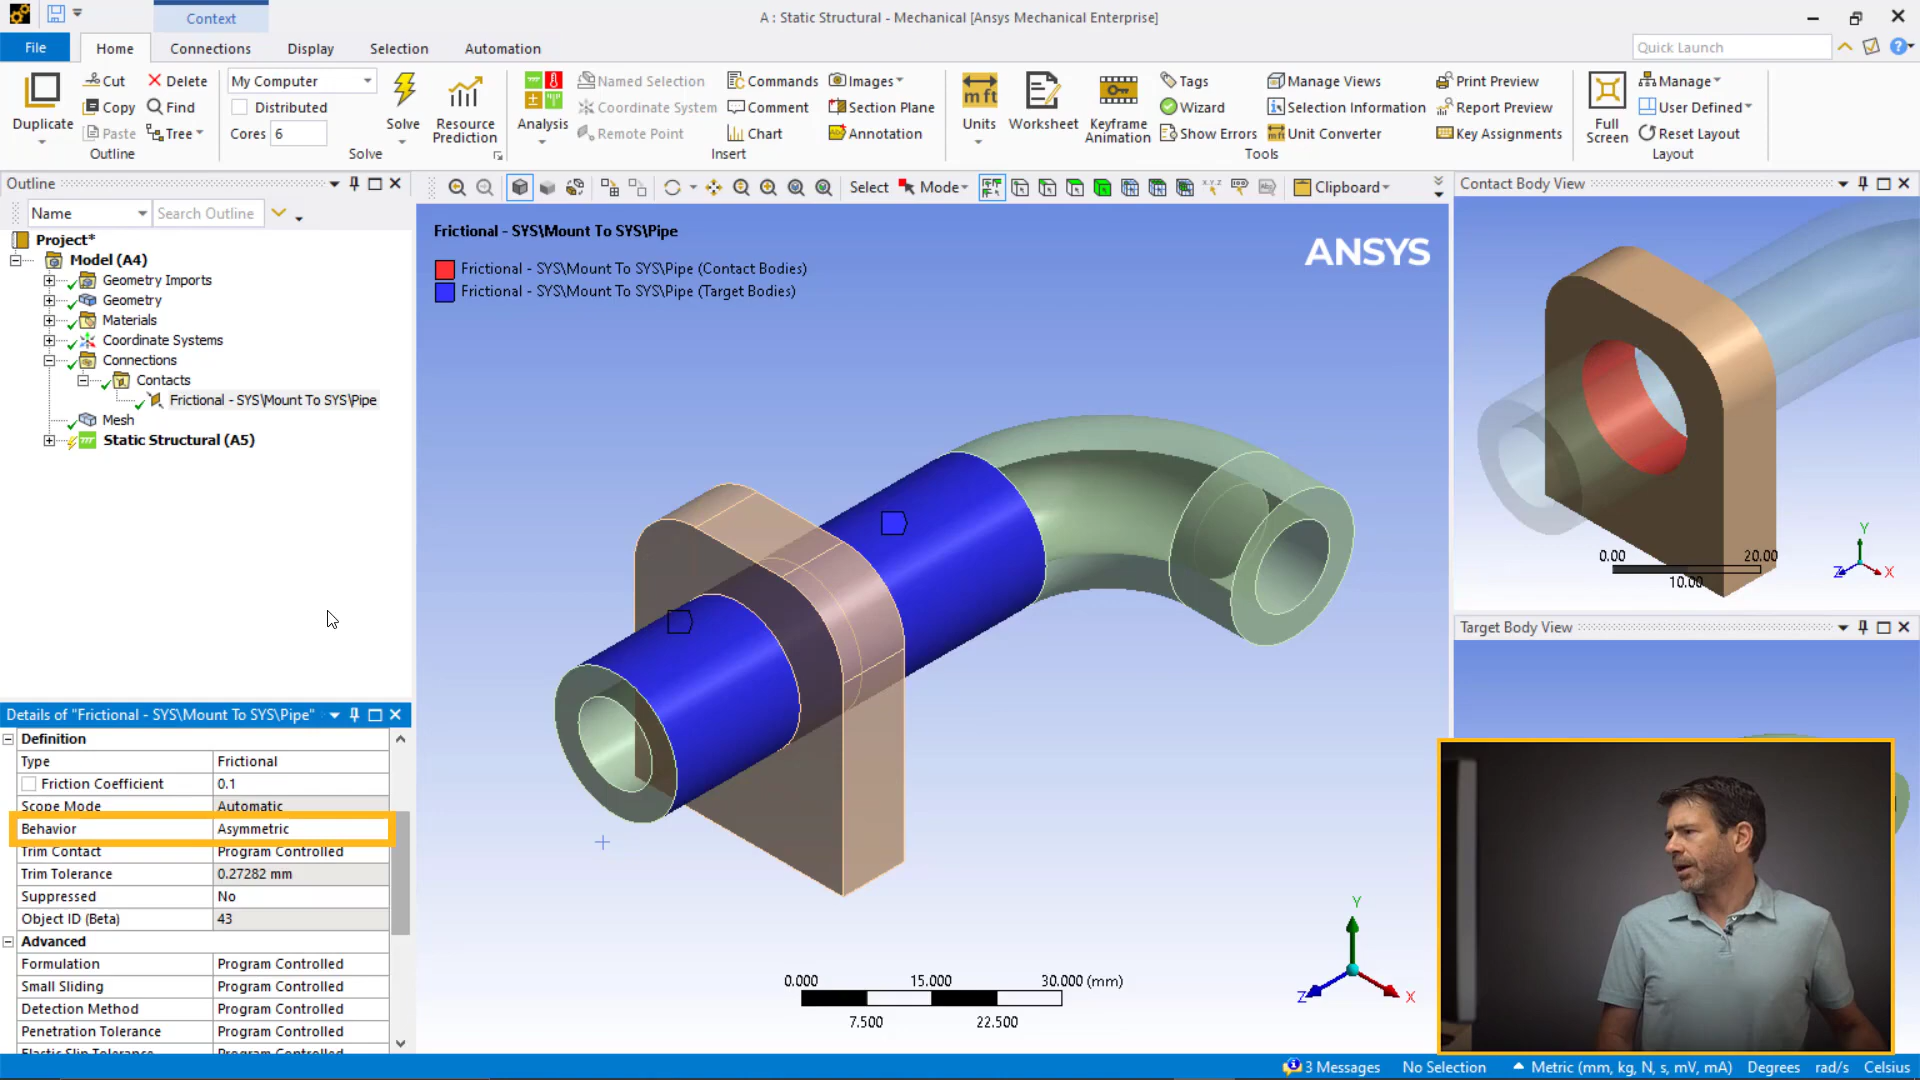 Context
A : Static Structural - Mechanical [Ansys Mechanical Enterprise]
File
Home
Connections
Display
Selection
Automation
Quick Launch
Duplicate
Cut
Copy
Paste
Delete
Find
Tree
Outline
My Computer
Distributed
Cores 6
Solve
Resource Prediction
Solve
Analysis
Named Selection
Coordinate System
Remote Point
Commands
Comment
Chart
Images
Section Plane
Annotation
Insert
Units
Worksheet
Keyframe Animation
Tags
Wizard
Show Errors
Manage Views
Selection Information
Unit Converter
Print Preview
Report Preview
Key Assignments
Tools
Full Screen
Manage
User Defined
Reset Layout
Layout
Outline
Name
Search Outline
Project*
Model (A4)
Geometry Imports
Geometry
Materials
Coordinate Systems
Connections
Contacts
Frictional - SYS\Mount To SYS\Pipe
Mesh
Static Structural (A5)
Select
Mode
Clipboard
Frictional - SYS\Mount To SYS\Pipe
Frictional - SYS\Mount To SYS\Pipe (Contact Bodies)
Frictional - SYS\Mount To SYS\Pipe (Target Bodies)
ANSYS
0.000 15.000 30.000 (mm)
7.500 22.500
Y
Z
X
Contact Body View
0.00 20.00
10.00
Y
Z
X
Target Body View
Details of "Frictional - SYS\Mount To SYS\Pipe"
Definition
Type Frictional
Friction Coefficient 0.1
Scope Mode Automatic
Behavior Asymmetric
Trim Contact Program Controlled
Trim Tolerance 0.27282 mm
Suppressed No
Object ID (Beta) 43
Advanced
Formulation Program Controlled
Small Sliding Program Controlled
Detection Method Program Controlled
Penetration Tolerance Program Controlled
Elastic Slip Tolerance Program Controlled
3 Messages
No Selection
Metric (mm, kg, N, s, mV, mA)
Degrees
rad/s
Celsius